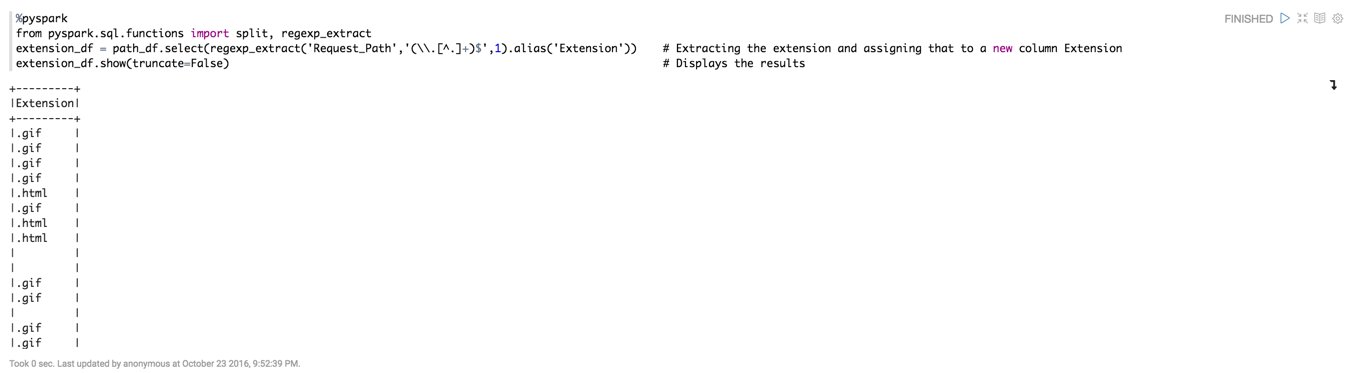 %pyspark
FINISHED
from pyspark.sql.functions import split, regexp_extract
extension_df = path_df.select(regexp_extract('Request_Path','(\\.[^.]+)$',1).alias('Extension'))    # Extracting the extension and assigning that to a new column Extension
extension_df.show(truncate=False)    # Displays the results
+---------+
|Extension|
+---------+
|.gif     |
|.gif     |
|.gif     |
|.gif     |
|.html    |
|.gif     |
|.html    |
|.html    |
|         |
|         |
|.gif     |
|.gif     |
|         |
|.gif     |
|.gif     |
Took 0 sec. Last updated by anonymous at October 23 2016, 9:52:39 PM.